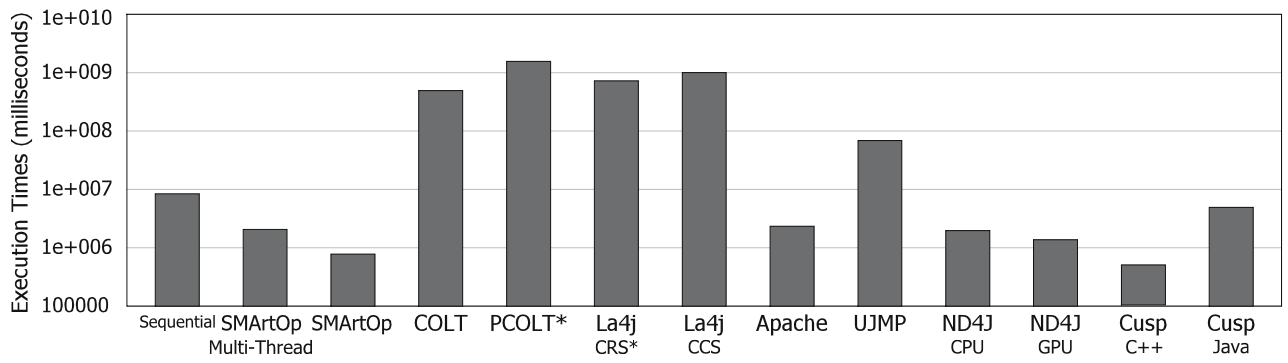 Execution Times (milliseconds)
1e+010
1e+009
1e+008
1e+007
1e+006
100000
Sequential
SMArtOp
Multi-Thread
SMArtOp
COLT
PCOLT*
La4j
CRS*
La4j
CCS
Apache
UJMP
ND4J
CPU
ND4J
GPU
Cusp
C++
Cusp
Java